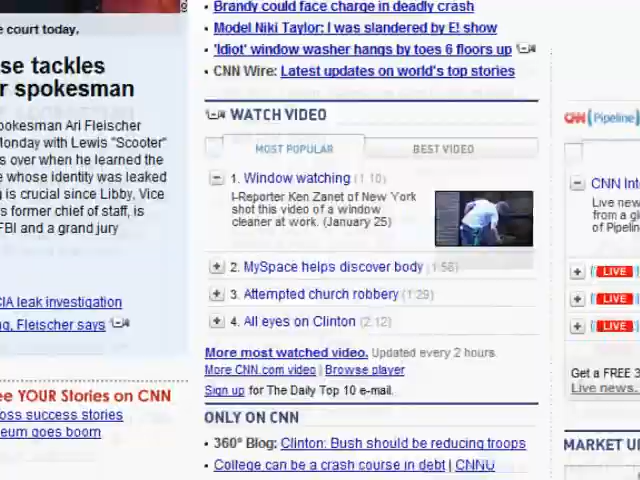 e court today.
se tackles
r spokesman
pokesman Ari Fleischer
Monday with Lewis "Scooter"
s over when he learned the
e whose identity was leaked
g is crucial since Libby, Vice
s former chief of staff, is
FBI and a grand jury
CIA leak investigation
ng, Fleischer says
ee YOUR Stories on CNN
oss success stories
eum goes boom
• Brandy could face charge in deadly crash
• Model Niki Taylor: I was slandered by E! show
• 'Idiot' window washer hangs by toes 6 floors up
• CNN Wire: Latest updates on world's top stories
WATCH VIDEO
MOST POPULAR BEST VIDEO
1. Window watching (1:10)
I-Reporter Ken Zanet of New York
shot this video of a window
cleaner at work. (January 25)
2. MySpace helps discover body (1:56)
3. Attempted church robbery (1:29)
4. All eyes on Clinton (2:12)
More most watched video. Updated every 2 hours.
More CNN.com video | Browse player
Sign up for The Daily Top 10 e-mail.
ONLY ON CNN
• 360° Blog: Clinton: Bush should be reducing troops
• College can be a crash course in debt | CNNU
CNN (Pipeline)
CNN Int
Live new
from a gl
of Pipelin
LIVE
LIVE
LIVE
Get a FREE 3
Live news.
MARKET U